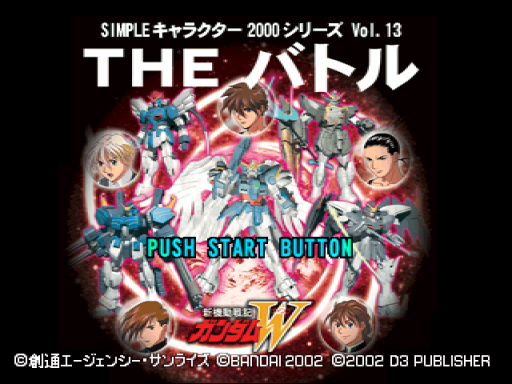 SIMPLEキャラクター2000シリーズ Vol.13
THE バトル
PUSH START BUTTON
新機動戦記
ガンダムW
©創通エージェンシー・サンライズ ©BANDAI 2002 ©2002 D3 PUBLISHER